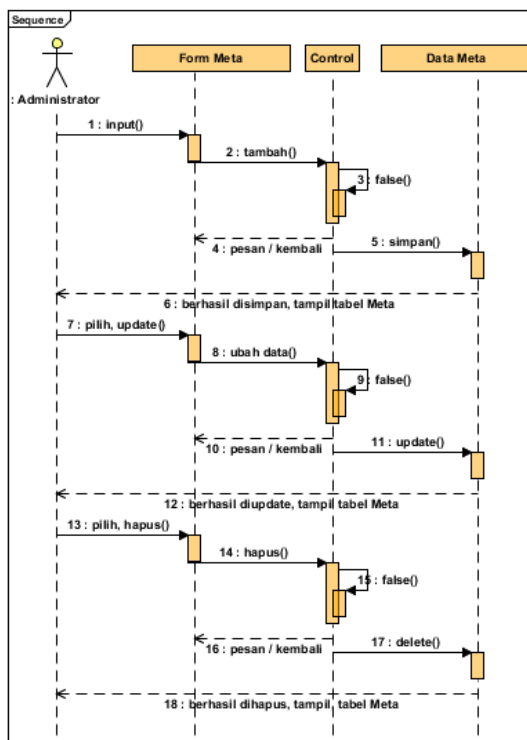 Sequence
Form Meta
Control
Data Meta
: Administrator
1 : input()
2 : tambah()
3 : false()
4 : pesan / kembali
5 : simpan()
6 : berhasil disimpan, tampil tabel Meta
7 : pilih, update()
8 : ubah data()
9 : false()
10 : pesan / kembali
11 : update()
12 : berhasil diupdate, tampil tabel Meta
13 : pilih, hapus()
14 : hapus()
15 : false()
16 : pesan / kembali
17 : delete()
18 : berhasil dihapus, tampil, tabel Meta